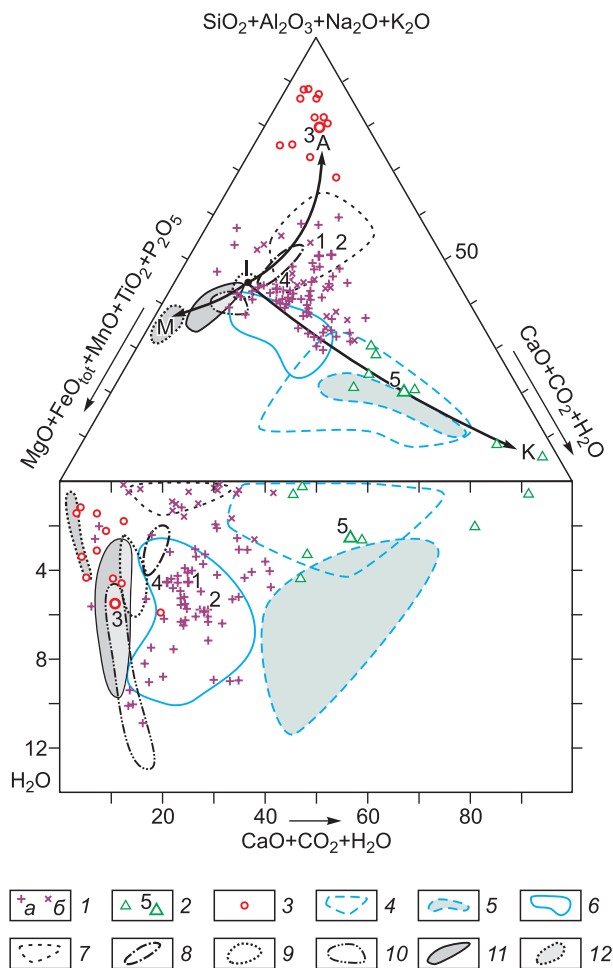 SiO₂+Al₂O₃+Na₂O+K₂O
3
A
1 2
50
I
4
M
MgO+FeOtot+MnO+TiO₂+P₂O₅
CaO+CO₂+H₂O
5
K
5
4
4
1
2
3
8
12
H₂O
20 40 60 80
CaO+CO₂+H₂O
а б 1
5 2
3
4
5
6
7
8
9
10
11
12